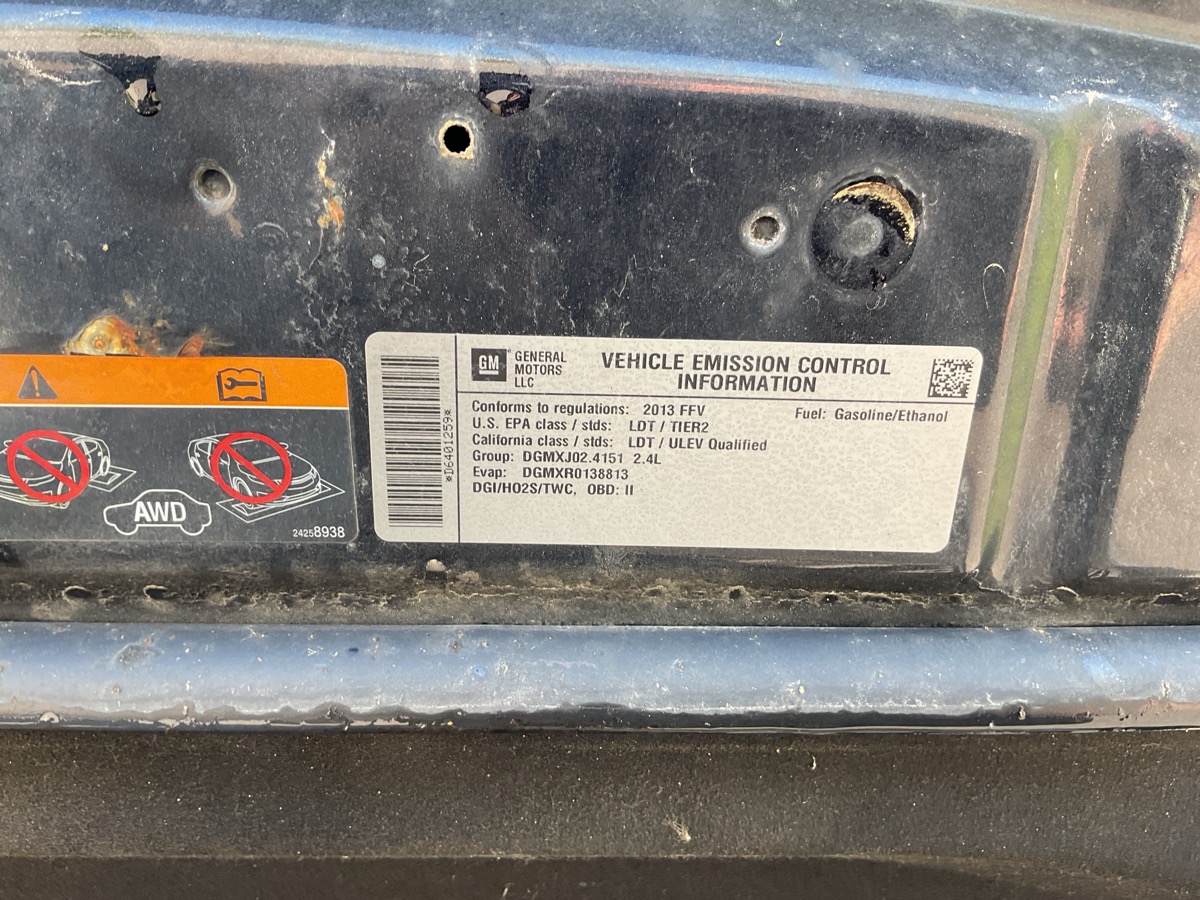 GM
GENERAL
MOTORS
LLC
VEHICLE EMISSION CONTROL
INFORMATION
Conforms to regulations: 2013 FFV
Fuel: Gasoline/Ethanol
U.S. EPA class / stds: LDT / TIER2
California class / stds: LDT / ULEV Qualified
Group: DGMXJ02.4151 2.4L
Evap: DGMXR0138813
DGI/HO2S/TWC, OBD: II
*D6401259*
AWD
24258938